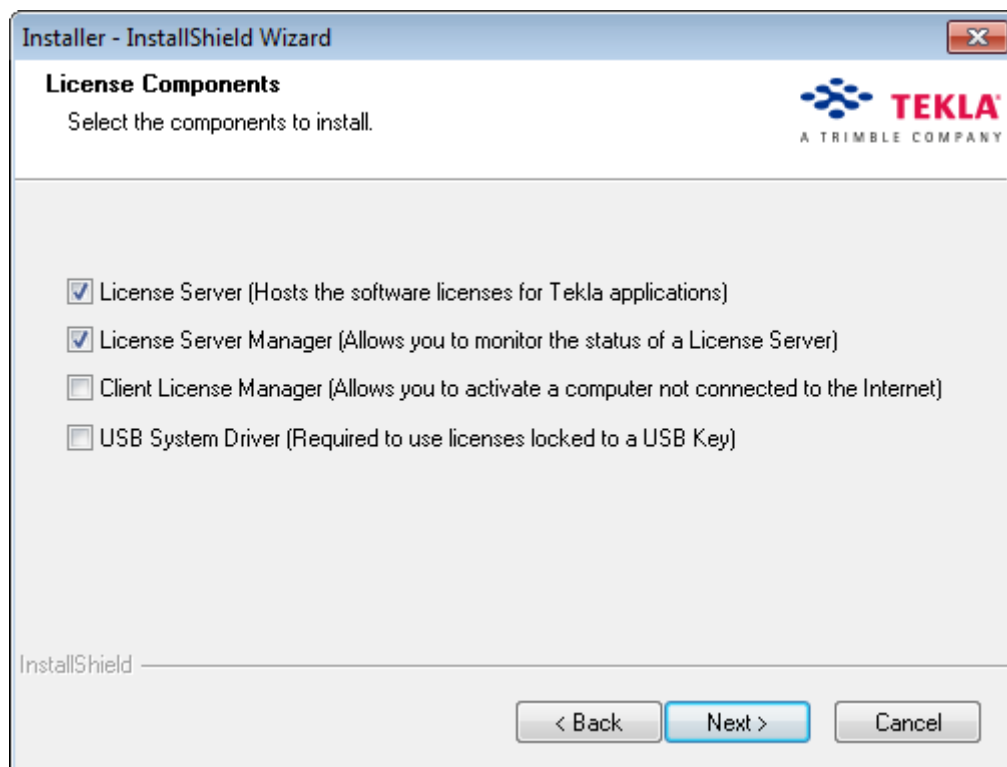 Installer - InstallShield Wizard
License Components
Select the components to install.
TEKLA
A TRIMBLE COMPANY
License Server (Hosts the software licenses for Tekla applications)
License Server Manager (Allows you to monitor the status of a License Server)
Client License Manager (Allows you to activate a computer not connected to the Internet)
USB System Driver (Required to use licenses locked to a USB Key)
InstallShield
< Back
Next >
Cancel